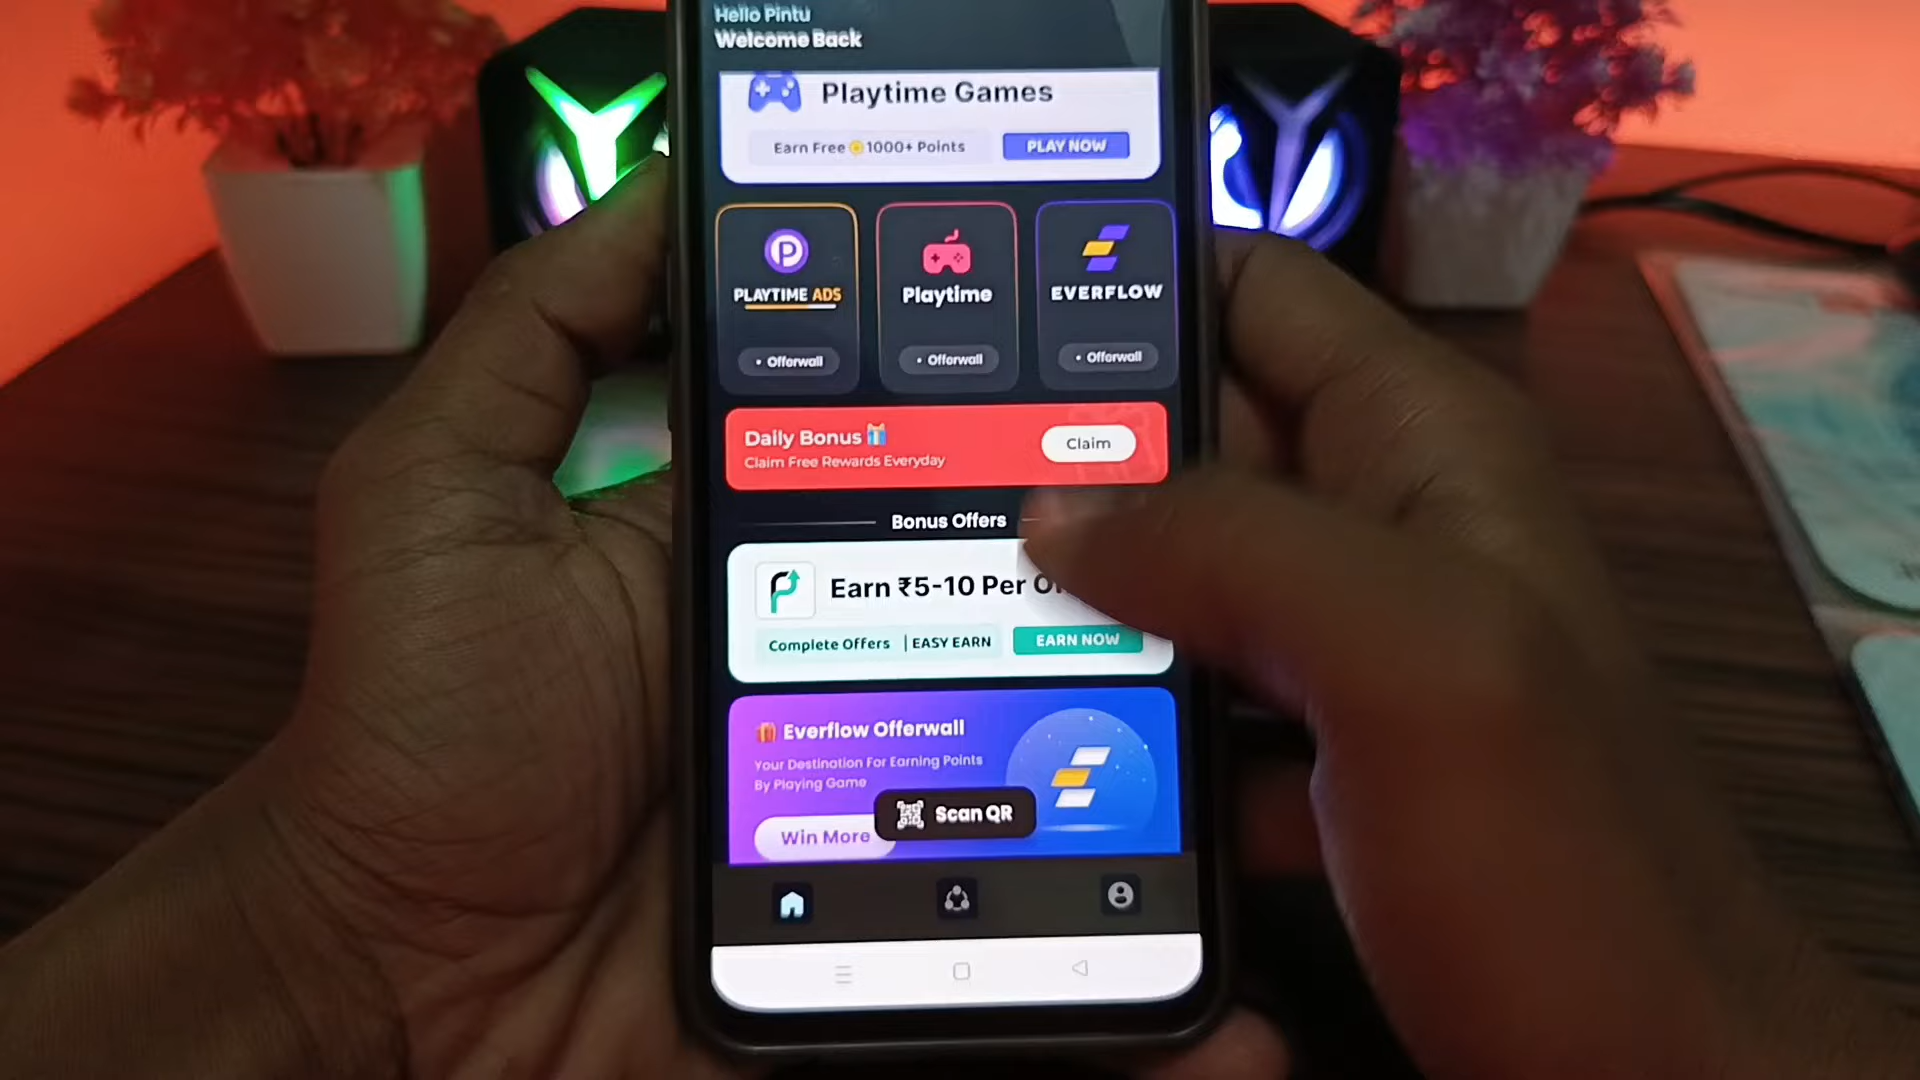 Hello Pintu
Welcome Back
Playtime Games
Earn Free 1000+ Points
PLAY NOW
PLAYTIME ADS
Playtime
EVERFLOW
• Offerwall
• Offerwall
• Offerwall
Daily Bonus
Claim Free Rewards Everyday
Claim
Bonus Offers
Earn ₹5-10 Per
Complete Offers | EASY EARN
EARN NOW
Everflow Offerwall
Your Destination For Earning Points
By Playing Game
Win More
Scan QR